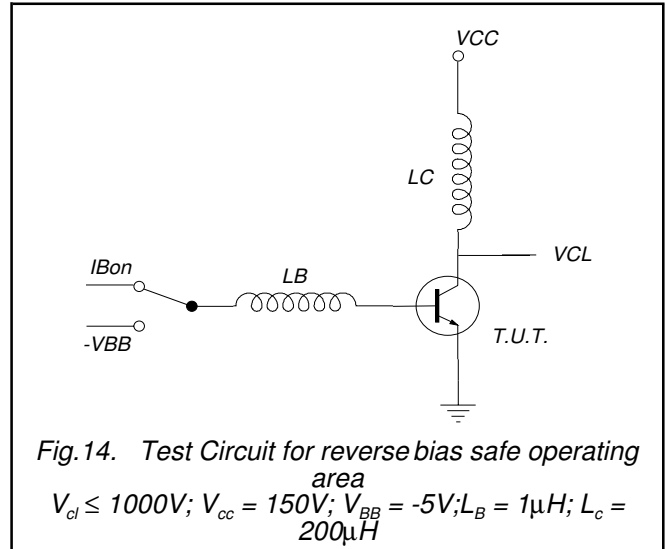 VCC
LC
IBon
LB
VCL
-VBB
T.U.T.
Fig.14. Test Circuit for reverse bias safe operating
area
Vcl ≤ 1000V; Vcc = 150V; VBB = -5V;LB = 1µH; Lc =
200µH